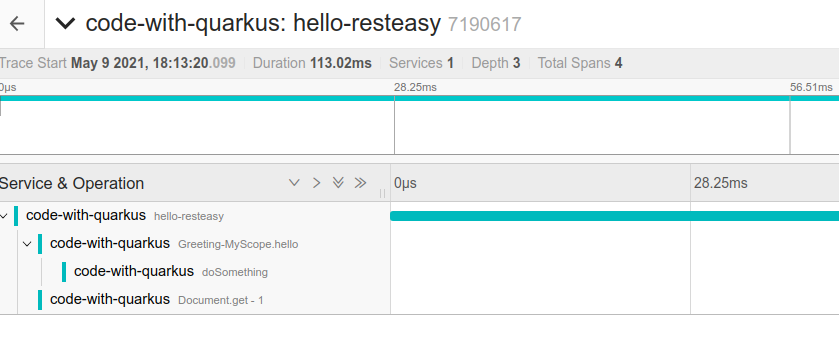 code-with-quarkus: hello-resteasy 7190617
Trace Start May 9 2021, 18:13:20.099 Duration 113.02ms Services 1 Depth 3 Total Spans 4
0μs 28.25ms 56.51ms
Service & Operation 0μs 28.25ms
code-with-quarkus hello-resteasy
code-with-quarkus Greeting-MyScope.hello
code-with-quarkus doSomething
code-with-quarkus Document.get - 1